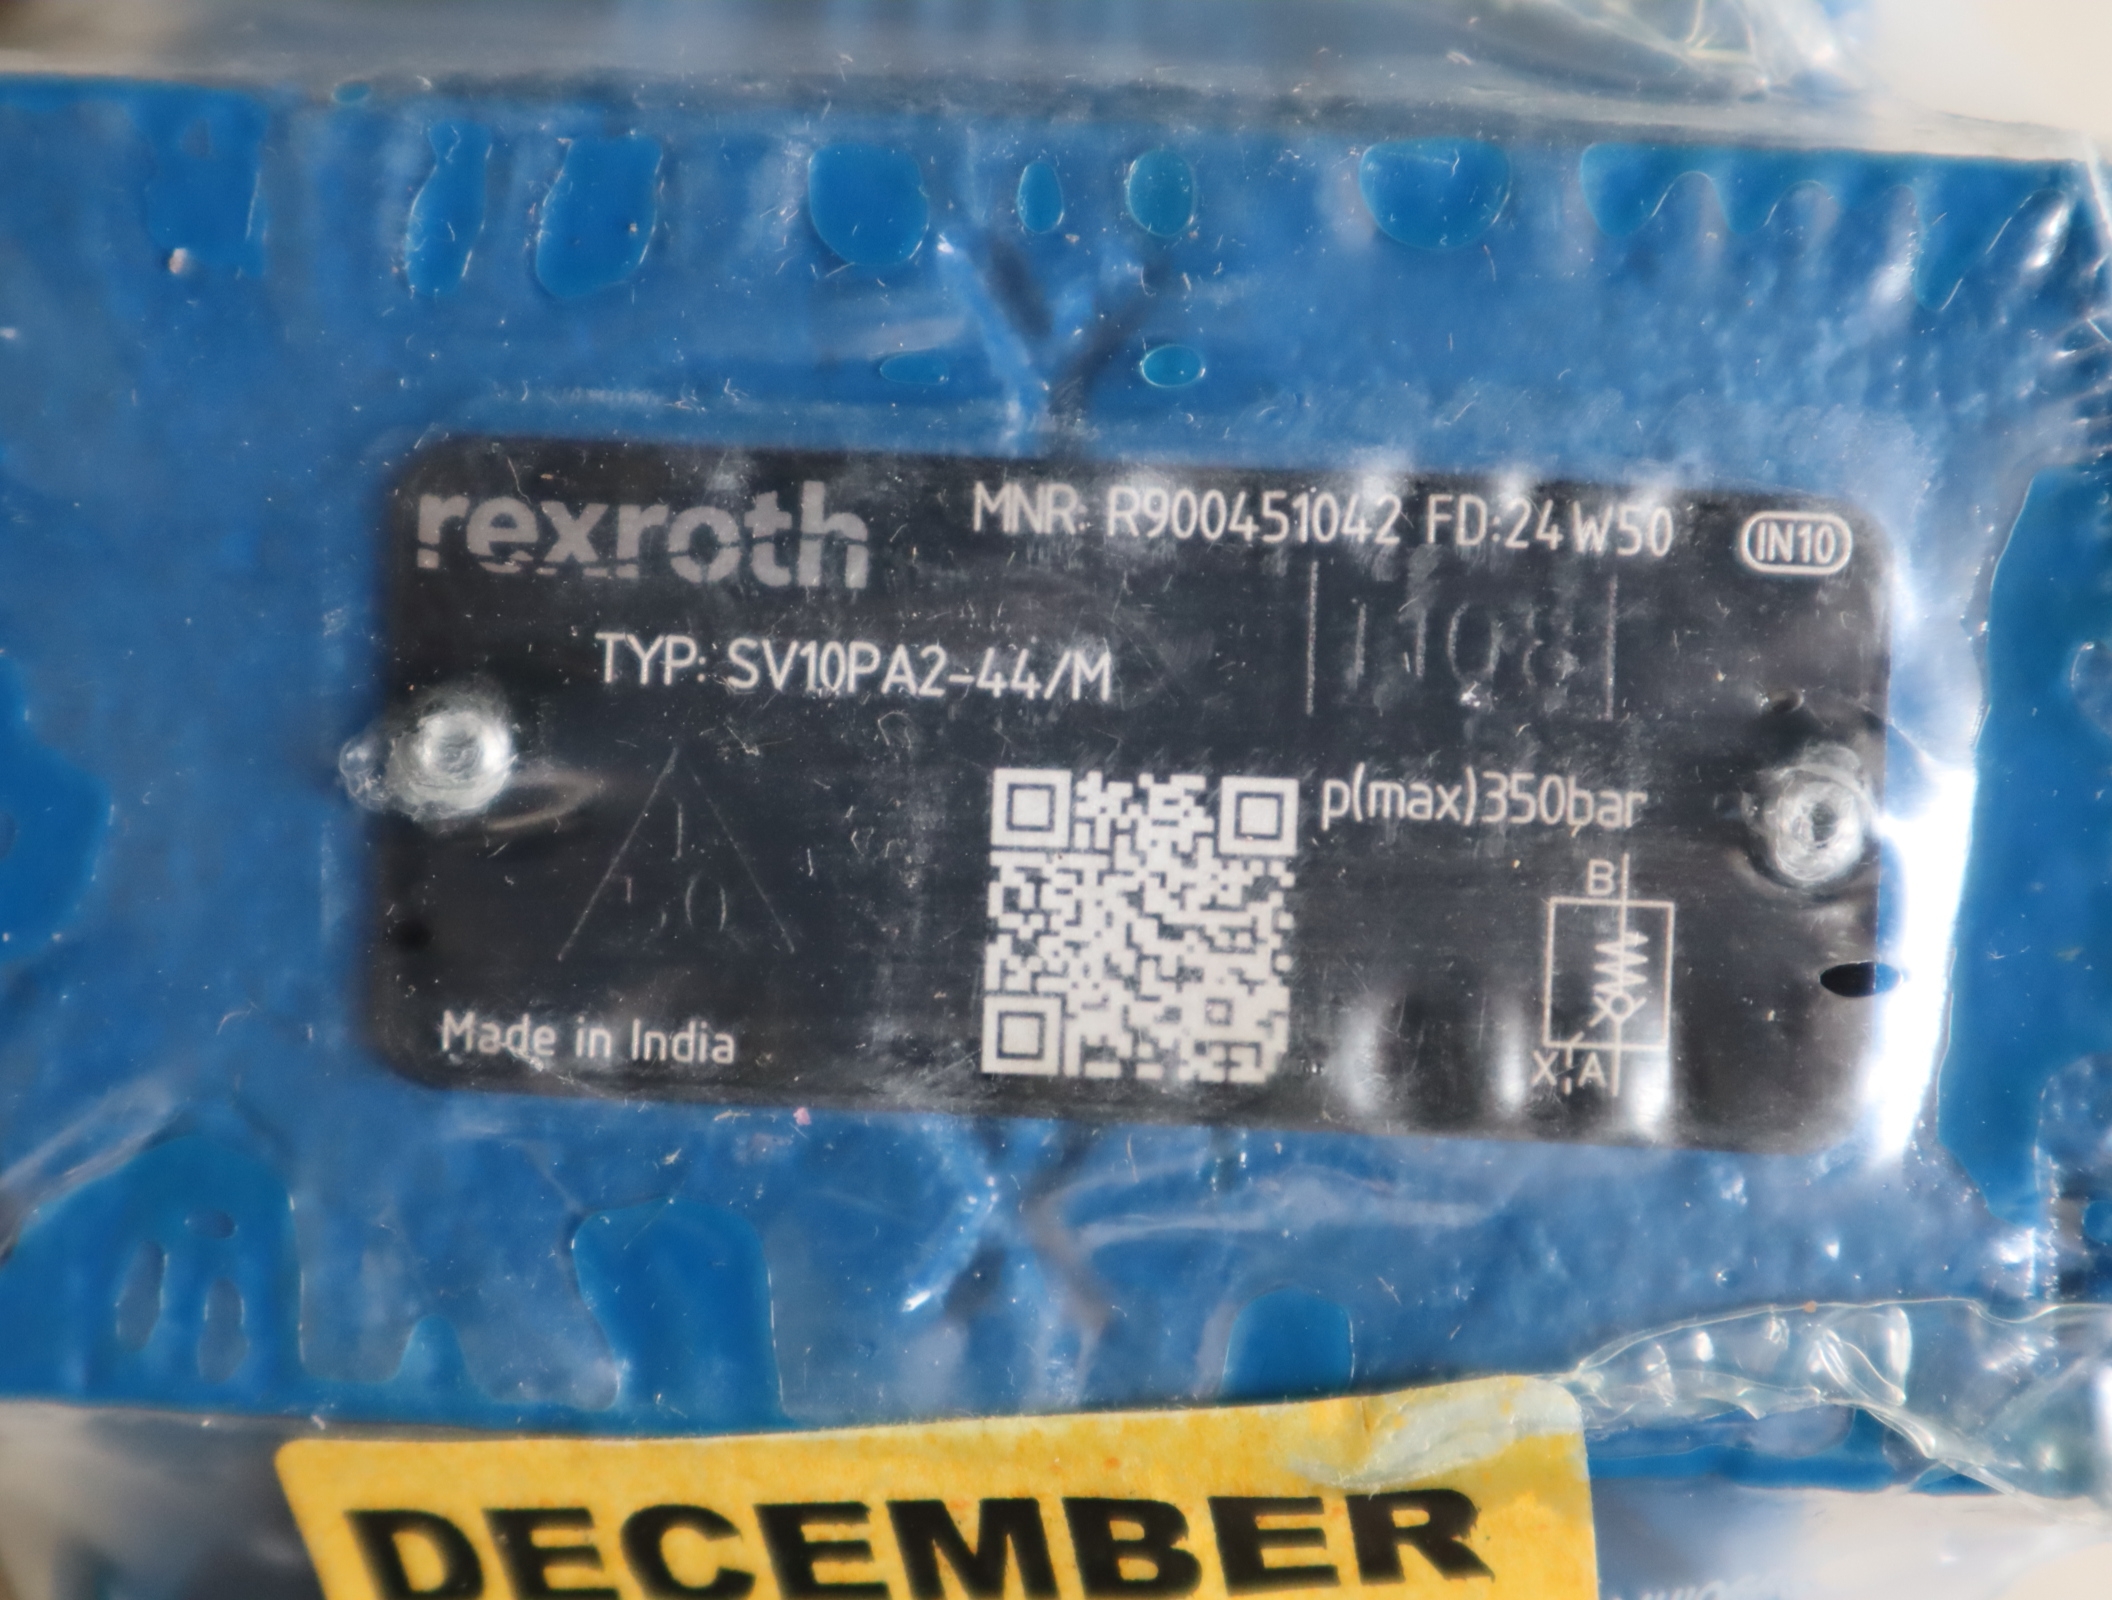 rexroth
MNR: R900451042 FD:24W50
IN10
TYP: SV10PA2-44/M
p(max)350bar
B
X A
Made in India
DECEMBER